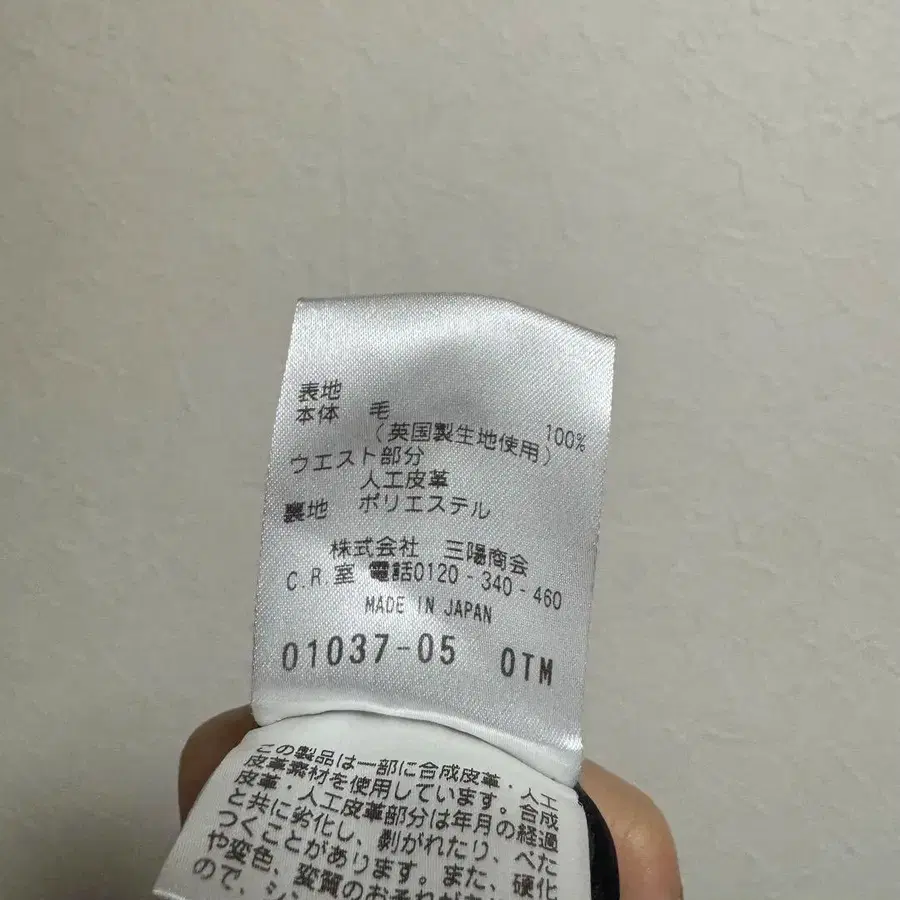 表地
本体 毛 100%
（英国製生地使用）
ウエスト部分
人工皮革
裏地 ポリエステル
株式会社 三陽商会
C.R.室 電話0120-340-460
MADE IN JAPAN
01037-05 OTM
この製品は一部に合成皮革・人工
皮革素材を使用しています。合成
皮革・人工皮革部分は年月の経過
と共に劣化し、剥がれたり、べた
つくことがあります。また、硬化
や変色、変質のおそれがあ
ので、シ